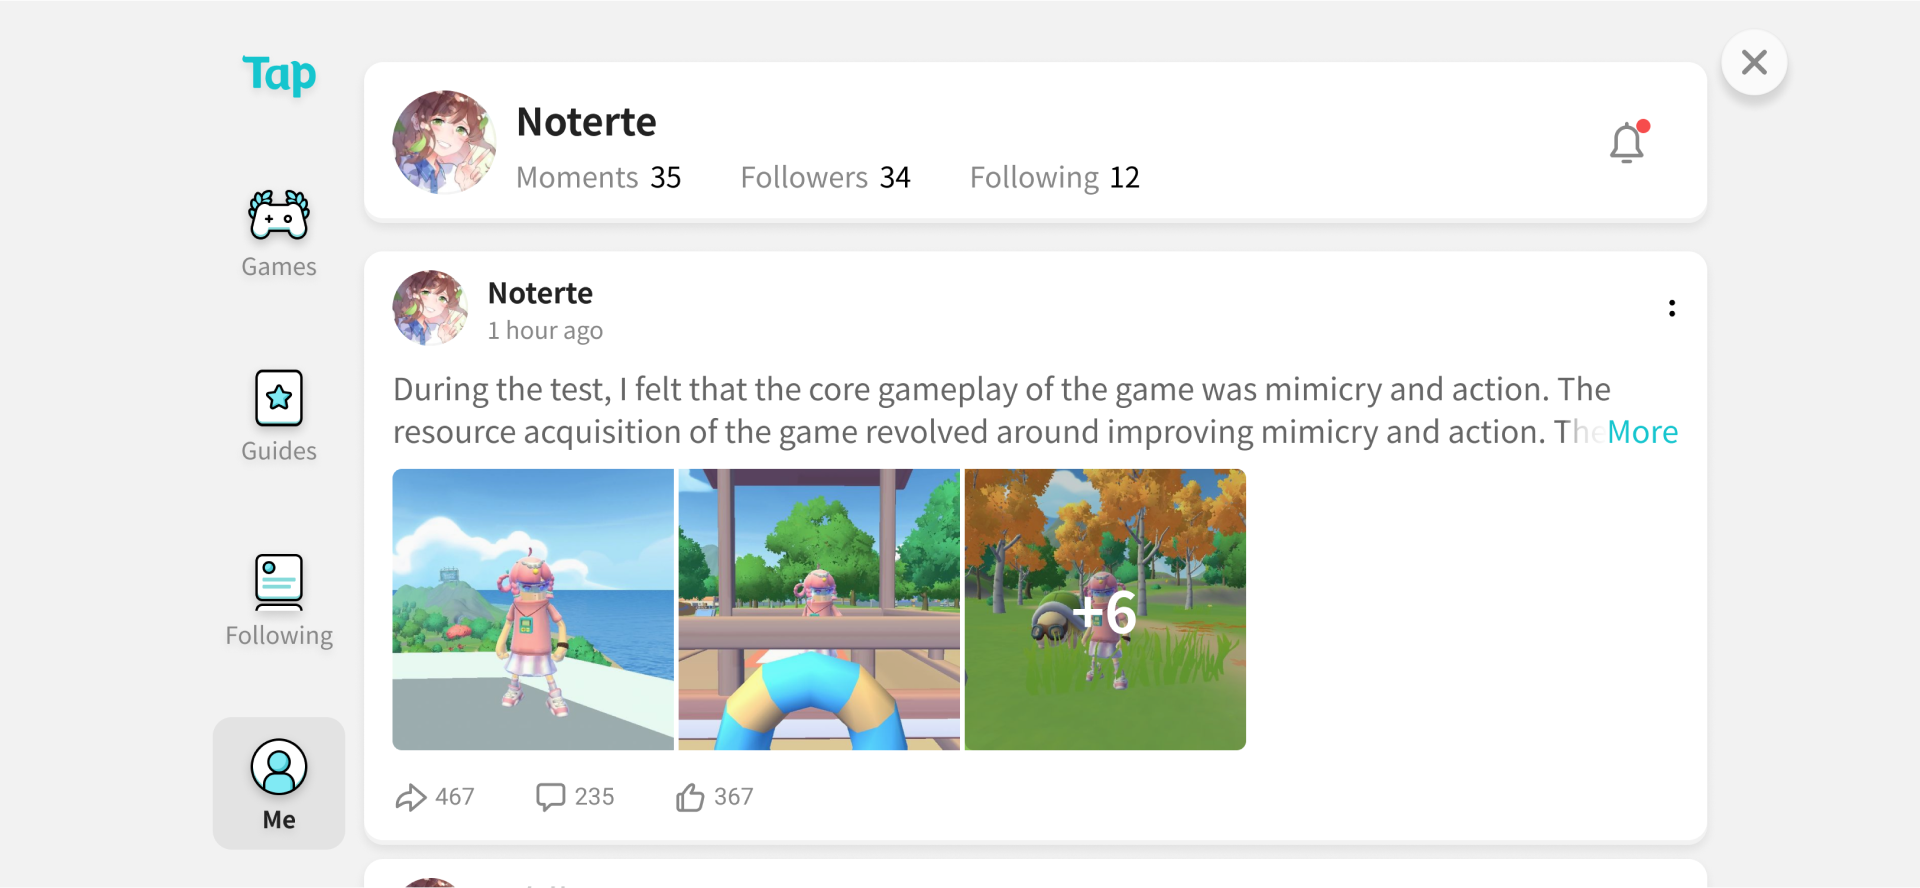 Tap
Noterte
Moments 35 Followers 34 Following 12
Games
Guides
Following
Me
Noterte
1 hour ago
During the test, I felt that the core gameplay of the game was mimicry and action. The
resource acquisition of the game revolved around improving mimicry and action. The More
+6
467 235 367